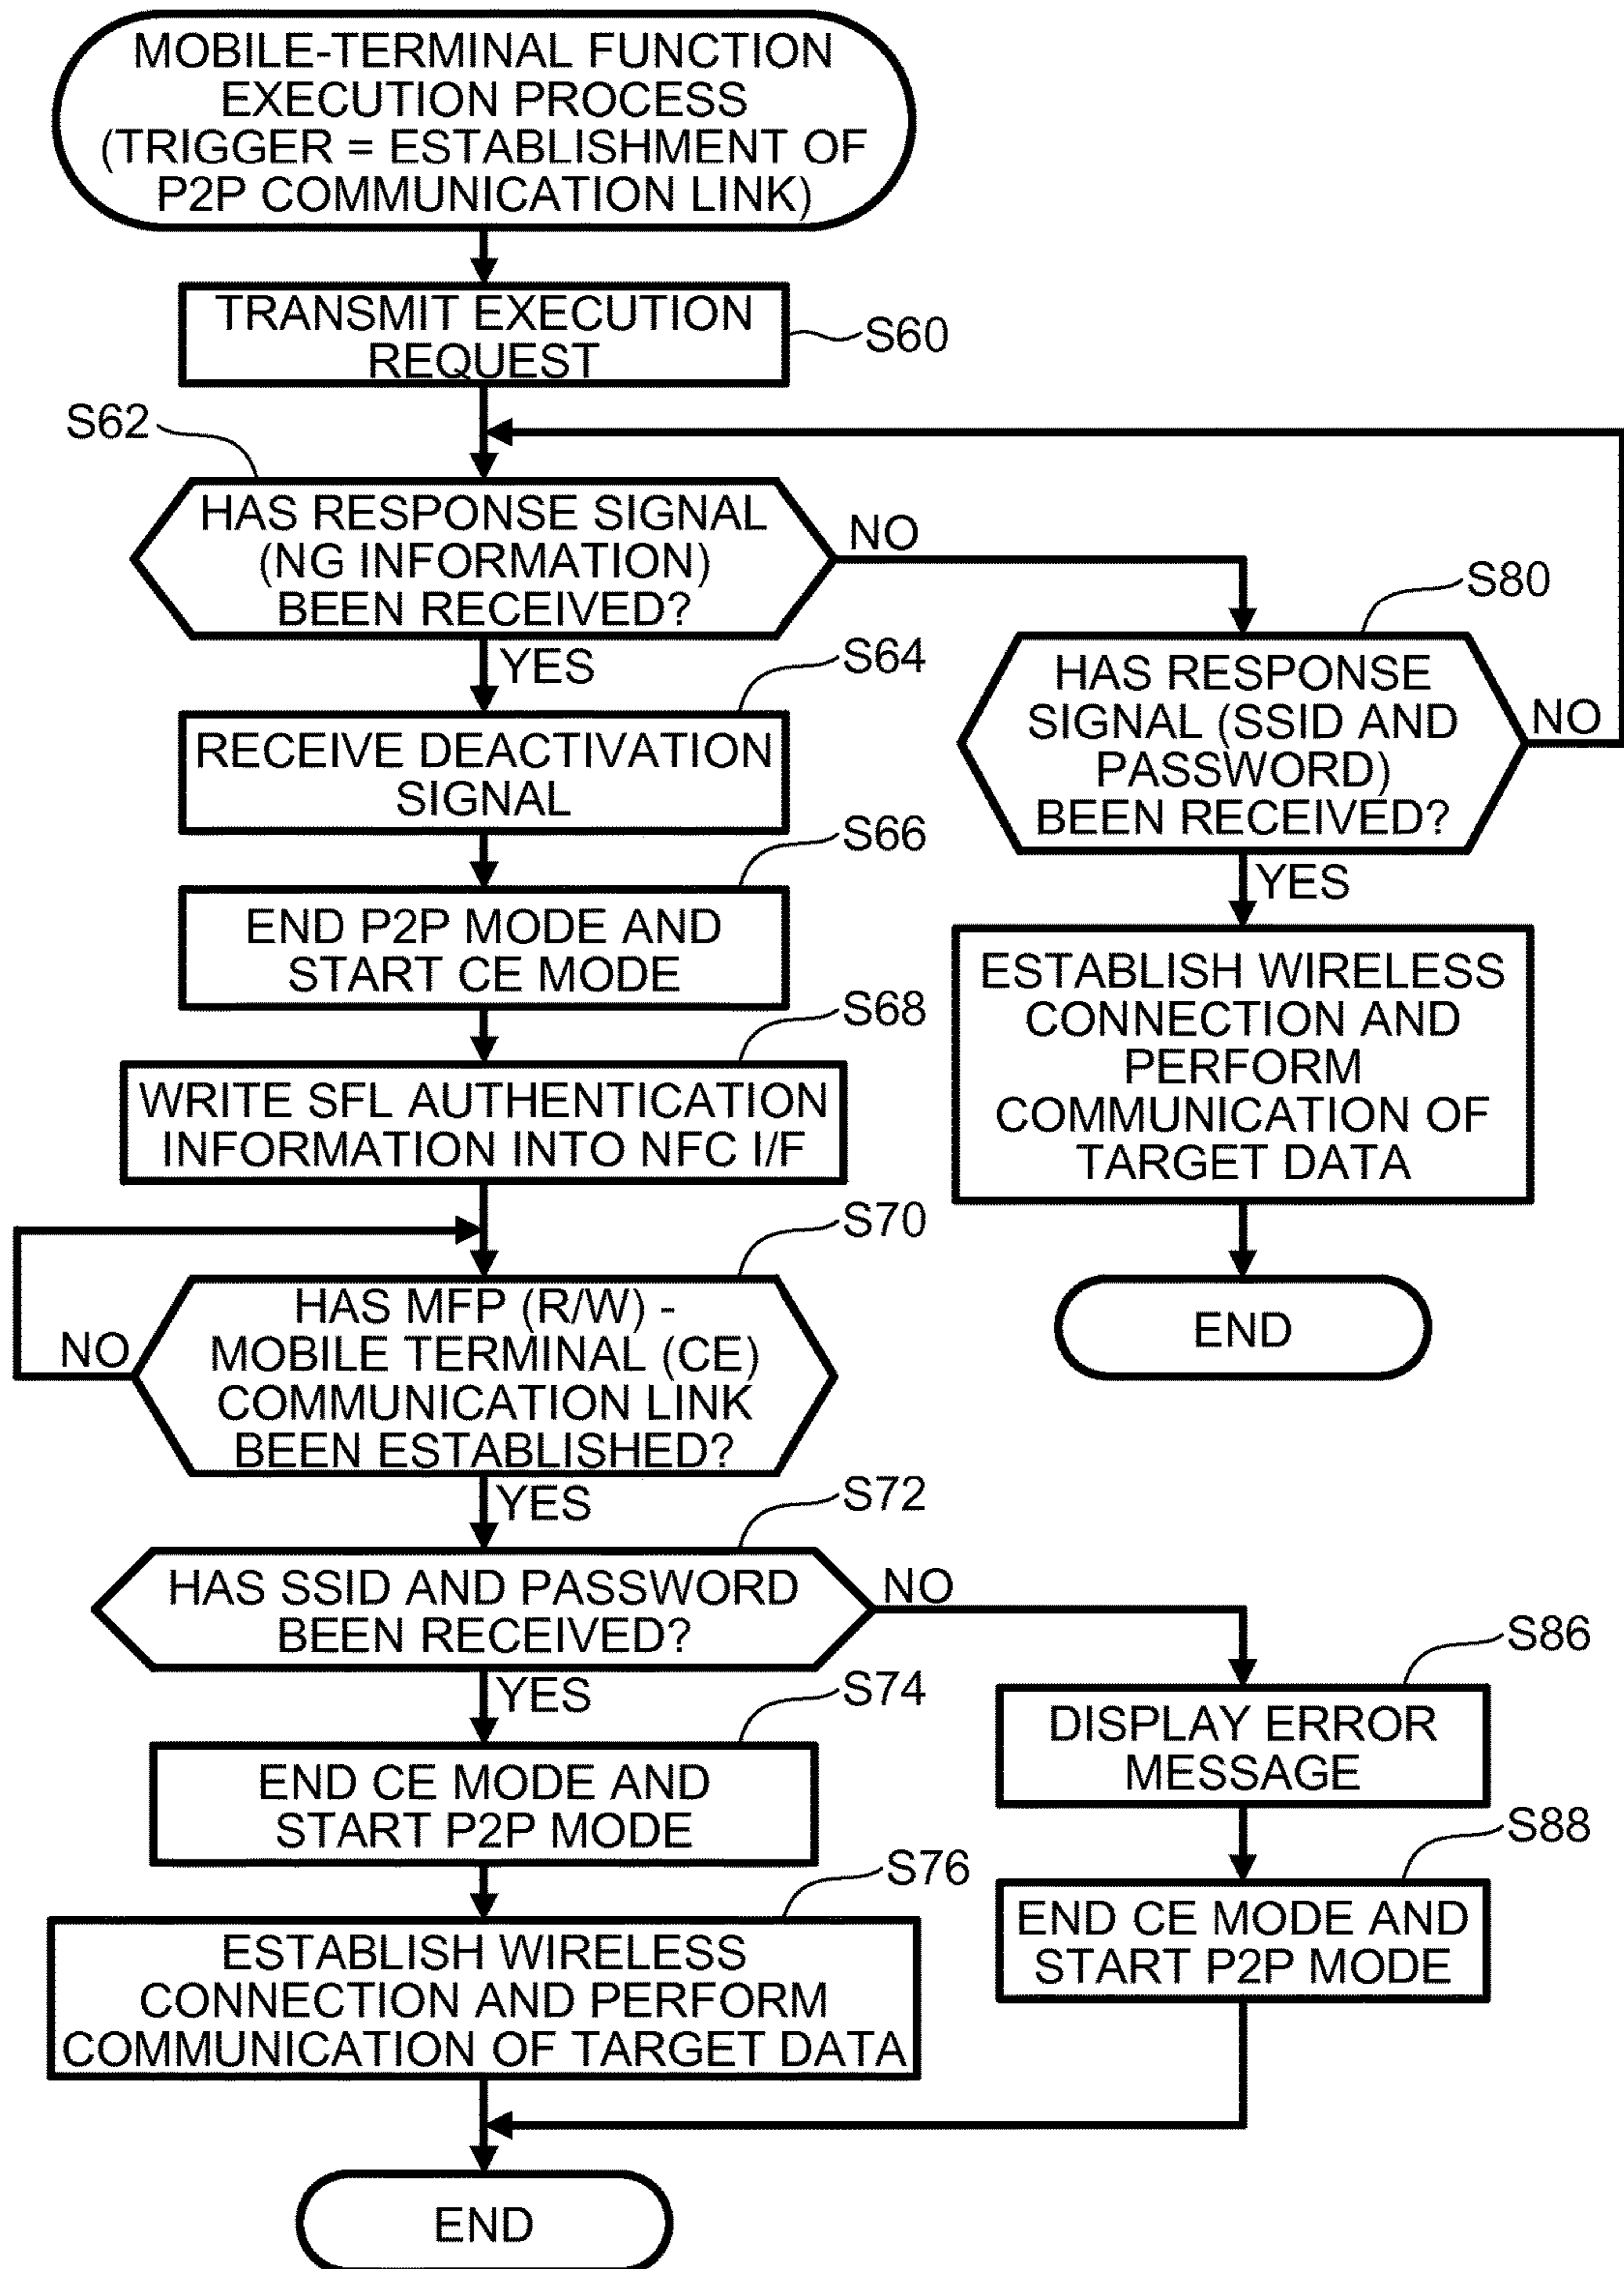 MOBILE-TERMINAL FUNCTION
EXECUTION PROCESS
(TRIGGER = ESTABLISHMENT OF
P2P COMMUNICATION LINK)
TRANSMIT EXECUTION
REQUEST
S60
S62
HAS RESPONSE SIGNAL
(NG INFORMATION)
BEEN RECEIVED?
NO
YES
S80
HAS RESPONSE
SIGNAL (SSID AND
PASSWORD)
BEEN RECEIVED?
NO
YES
ESTABLISH WIRELESS
CONNECTION AND
PERFORM
COMMUNICATION OF
TARGET DATA
END
S64
RECEIVE DEACTIVATION
SIGNAL
S66
END P2P MODE AND
START CE MODE
S68
WRITE SFL AUTHENTICATION
INFORMATION INTO NFC I/F
S70
HAS MFP (R/W) -
MOBILE TERMINAL (CE)
COMMUNICATION LINK
BEEN ESTABLISHED?
NO
YES
S72
HAS SSID AND PASSWORD
BEEN RECEIVED?
NO
YES
S74
END CE MODE AND
START P2P MODE
S76
ESTABLISH WIRELESS
CONNECTION AND PERFORM
COMMUNICATION OF TARGET DATA
S86
DISPLAY ERROR
MESSAGE
S88
END CE MODE AND
START P2P MODE
END